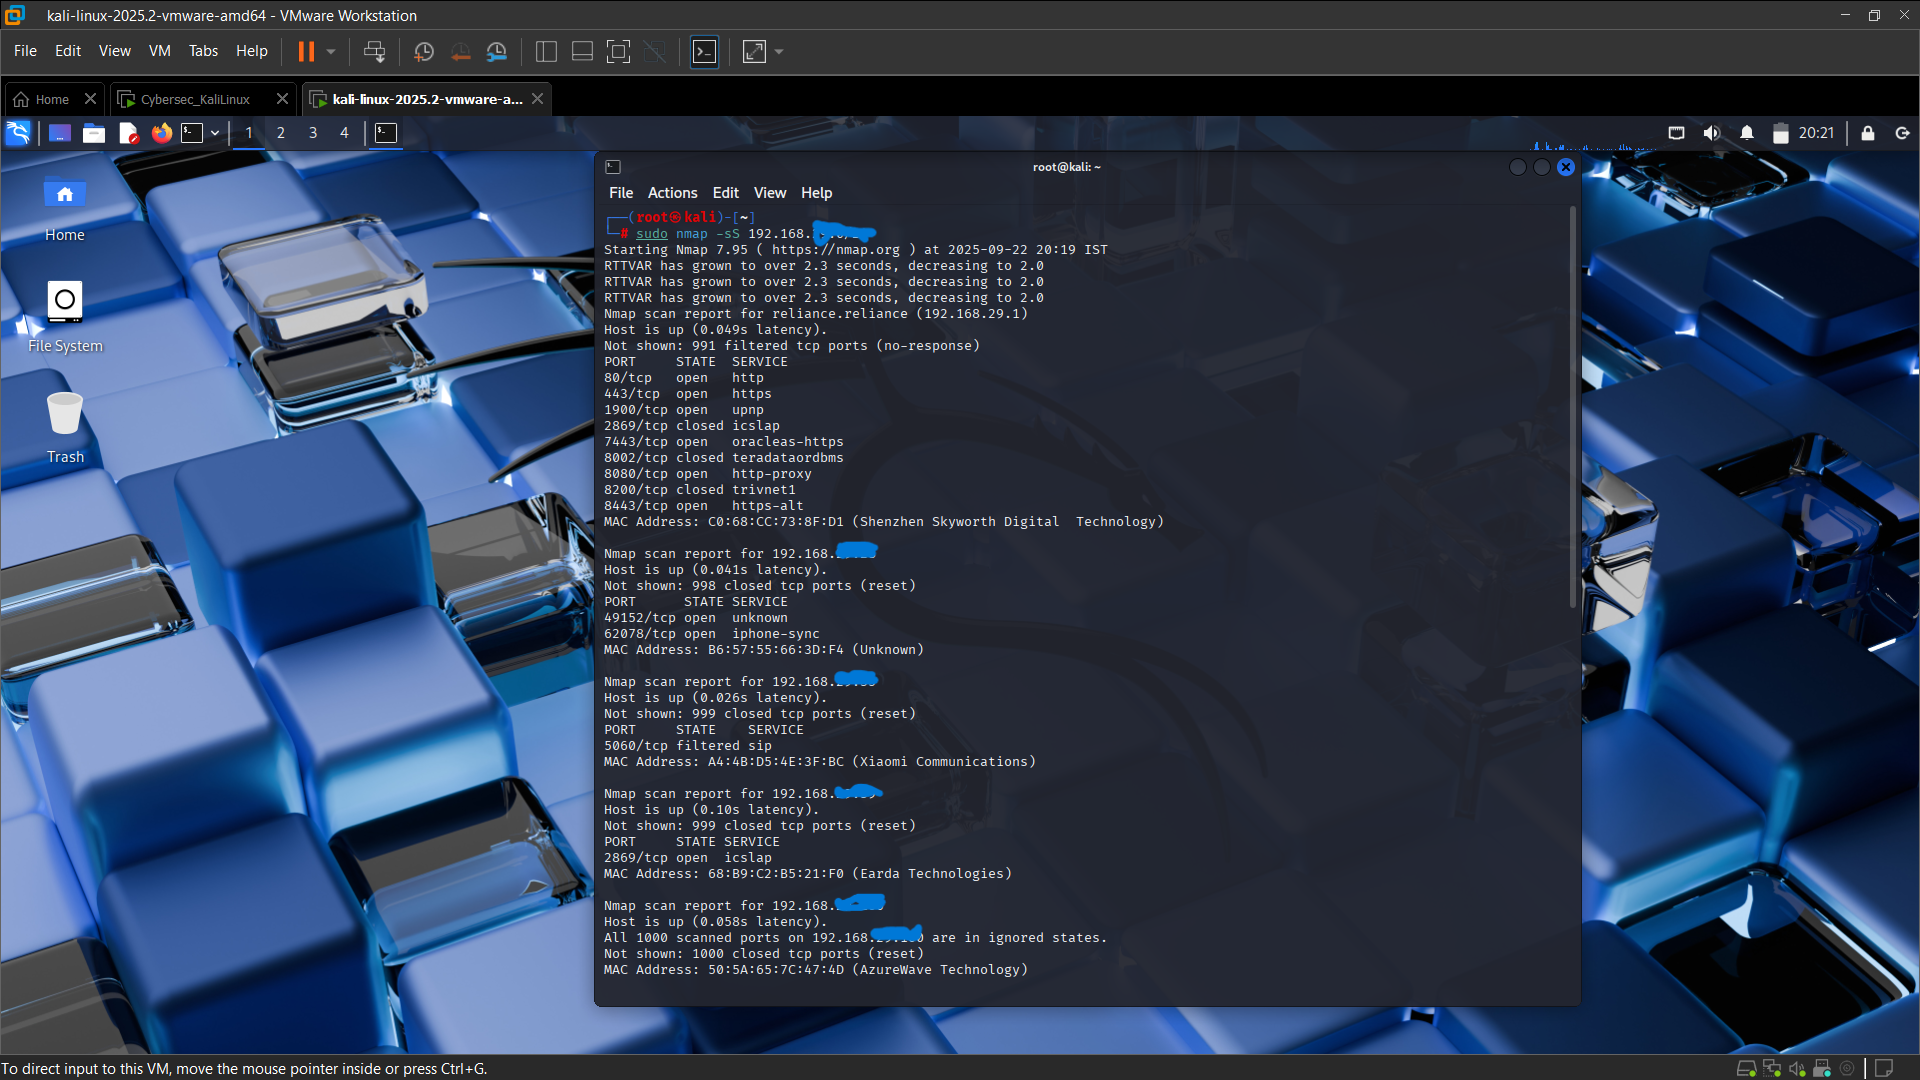 kali-linux-2025.2-vmware-amd64 - VMware Workstation
File Edit View VM Tabs Help
Home Cybersec_KaliLinux kali-linux-2025.2-vmware-a...
1 2 3 4 20:21
Home
File System
Trash
root@kali: ~
File Actions Edit View Help
(root㉿kali)-[~]
# sudo nmap -sS 192.168.
Starting Nmap 7.95 ( https://nmap.org ) at 2025-09-22 20:19 IST
RTTVAR has grown to over 2.3 seconds, decreasing to 2.0
RTTVAR has grown to over 2.3 seconds, decreasing to 2.0
RTTVAR has grown to over 2.3 seconds, decreasing to 2.0
Nmap scan report for reliance.reliance (192.168.29.1)
Host is up (0.049s latency).
Not shown: 991 filtered tcp ports (no-response)
PORT STATE SERVICE
80/tcp open http
443/tcp open https
1900/tcp open upnp
2869/tcp closed icslap
7443/tcp open oracleas-https
8002/tcp closed teradataordbms
8080/tcp open http-proxy
8200/tcp closed trivnet1
8443/tcp open https-alt
MAC Address: C0:68:CC:73:8F:D1 (Shenzhen Skyworth Digital  Technology)
Nmap scan report for 192.168.
Host is up (0.041s latency).
Not shown: 998 closed tcp ports (reset)
PORT STATE SERVICE
49152/tcp open unknown
62078/tcp open iphone-sync
MAC Address: B6:57:55:66:3D:F4 (Unknown)
Nmap scan report for 192.168.
Host is up (0.026s latency).
Not shown: 999 closed tcp ports (reset)
PORT STATE SERVICE
5060/tcp filtered sip
MAC Address: A4:4B:D5:4E:3F:BC (Xiaomi Communications)
Nmap scan report for 192.168.
Host is up (0.10s latency).
Not shown: 999 closed tcp ports (reset)
PORT STATE SERVICE
2869/tcp open icslap
MAC Address: 68:B9:C2:B5:21:F0 (Earda Technologies)
Nmap scan report for 192.168.
Host is up (0.058s latency).
All 1000 scanned ports on 192.168. are in ignored states.
Not shown: 1000 closed tcp ports (reset)
MAC Address: 50:5A:65:7C:47:4D (AzureWave Technology)
To direct input to this VM, move the mouse pointer inside or press Ctrl+G.